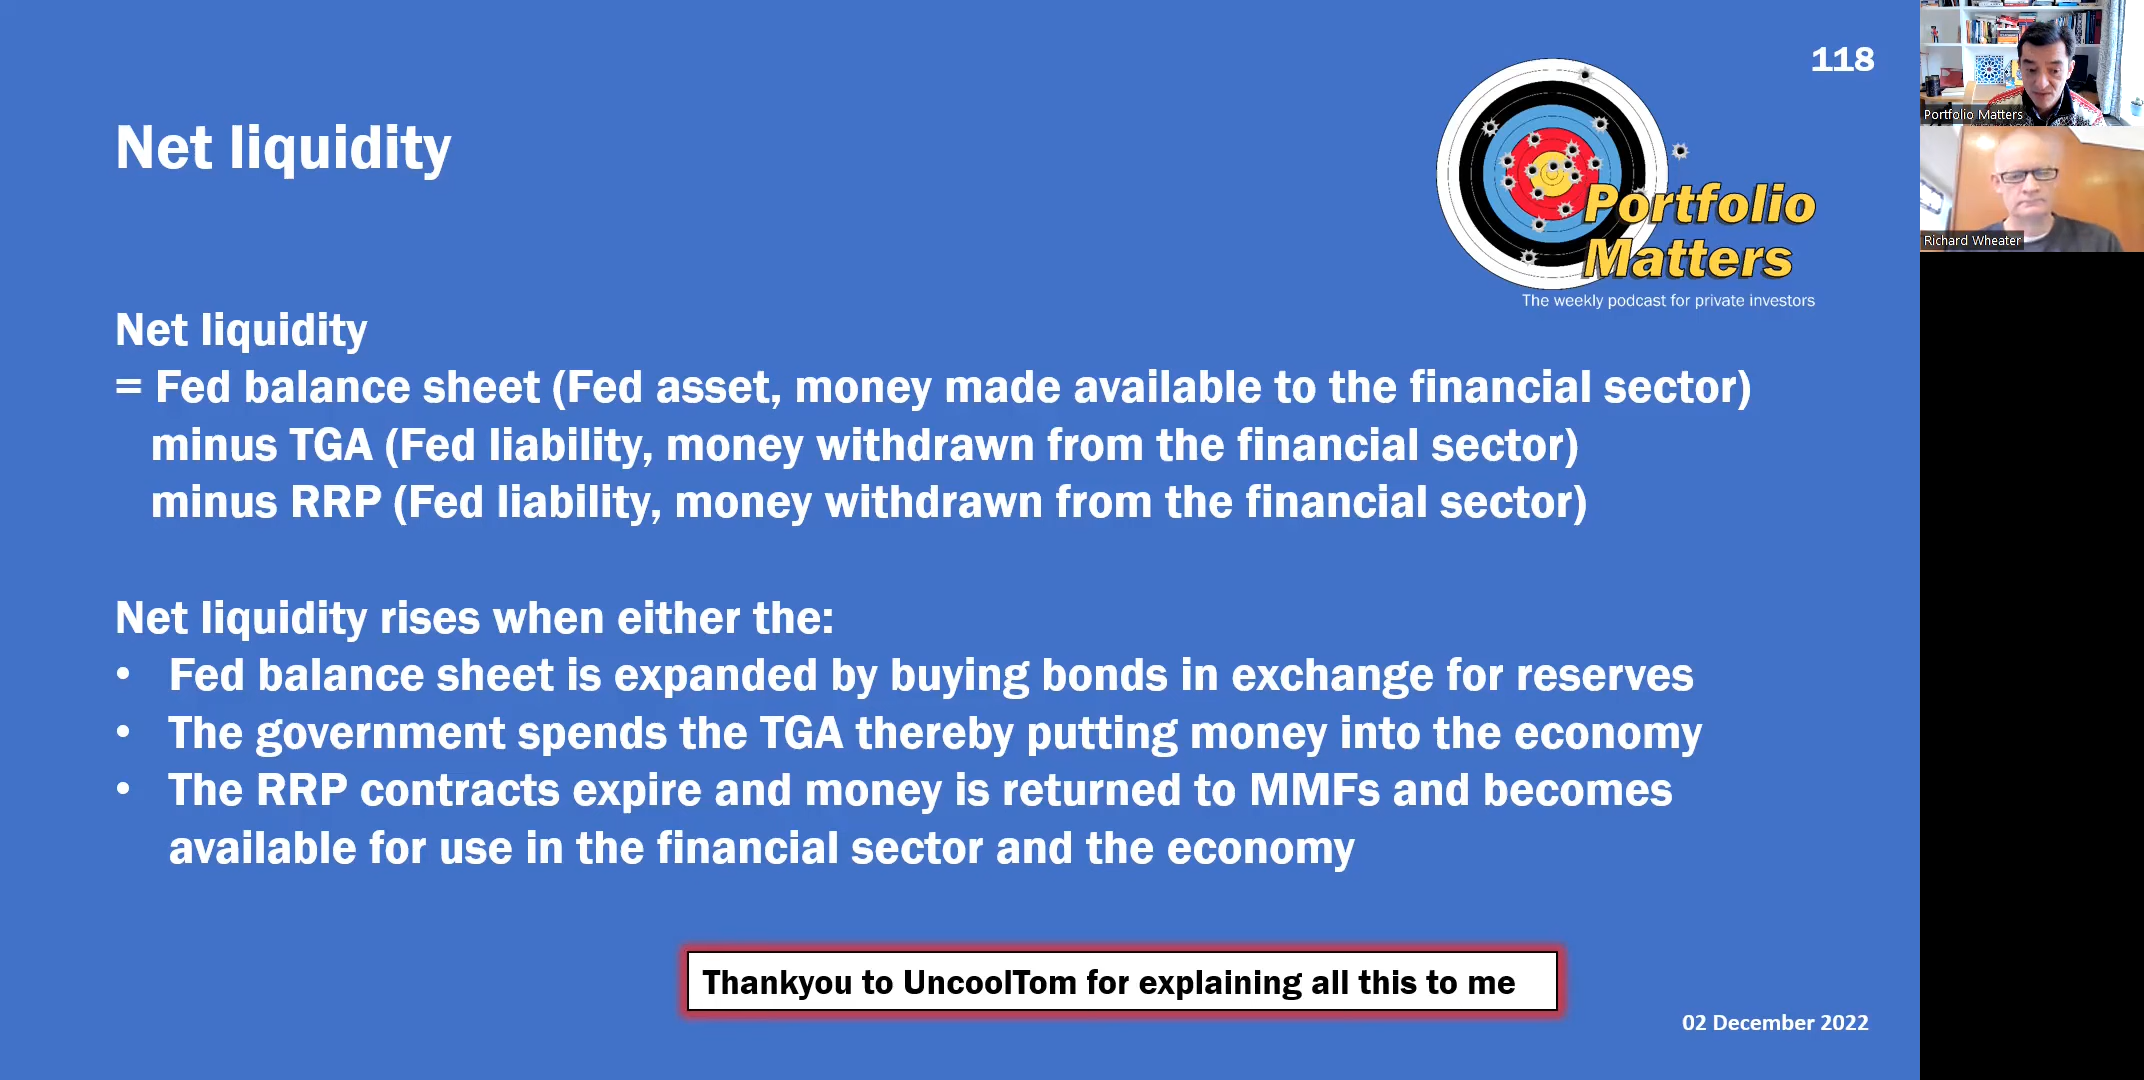 118
Net liquidity
Portfolio
Matters
The weekly podcast for private investors
Net liquidity
= Fed balance sheet (Fed asset, money made available to the financial sector)
minus TGA (Fed liability, money withdrawn from the financial sector)
minus RRP (Fed liability, money withdrawn from the financial sector)
Net liquidity rises when either the:
• Fed balance sheet is expanded by buying bonds in exchange for reserves
• The government spends the TGA thereby putting money into the economy
• The RRP contracts expire and money is returned to MMFs and becomes
available for use in the financial sector and the economy
Thankyou to UncoolTom for explaining all this to me
02 December 2022
Portfolio Matters
Richard Wheater